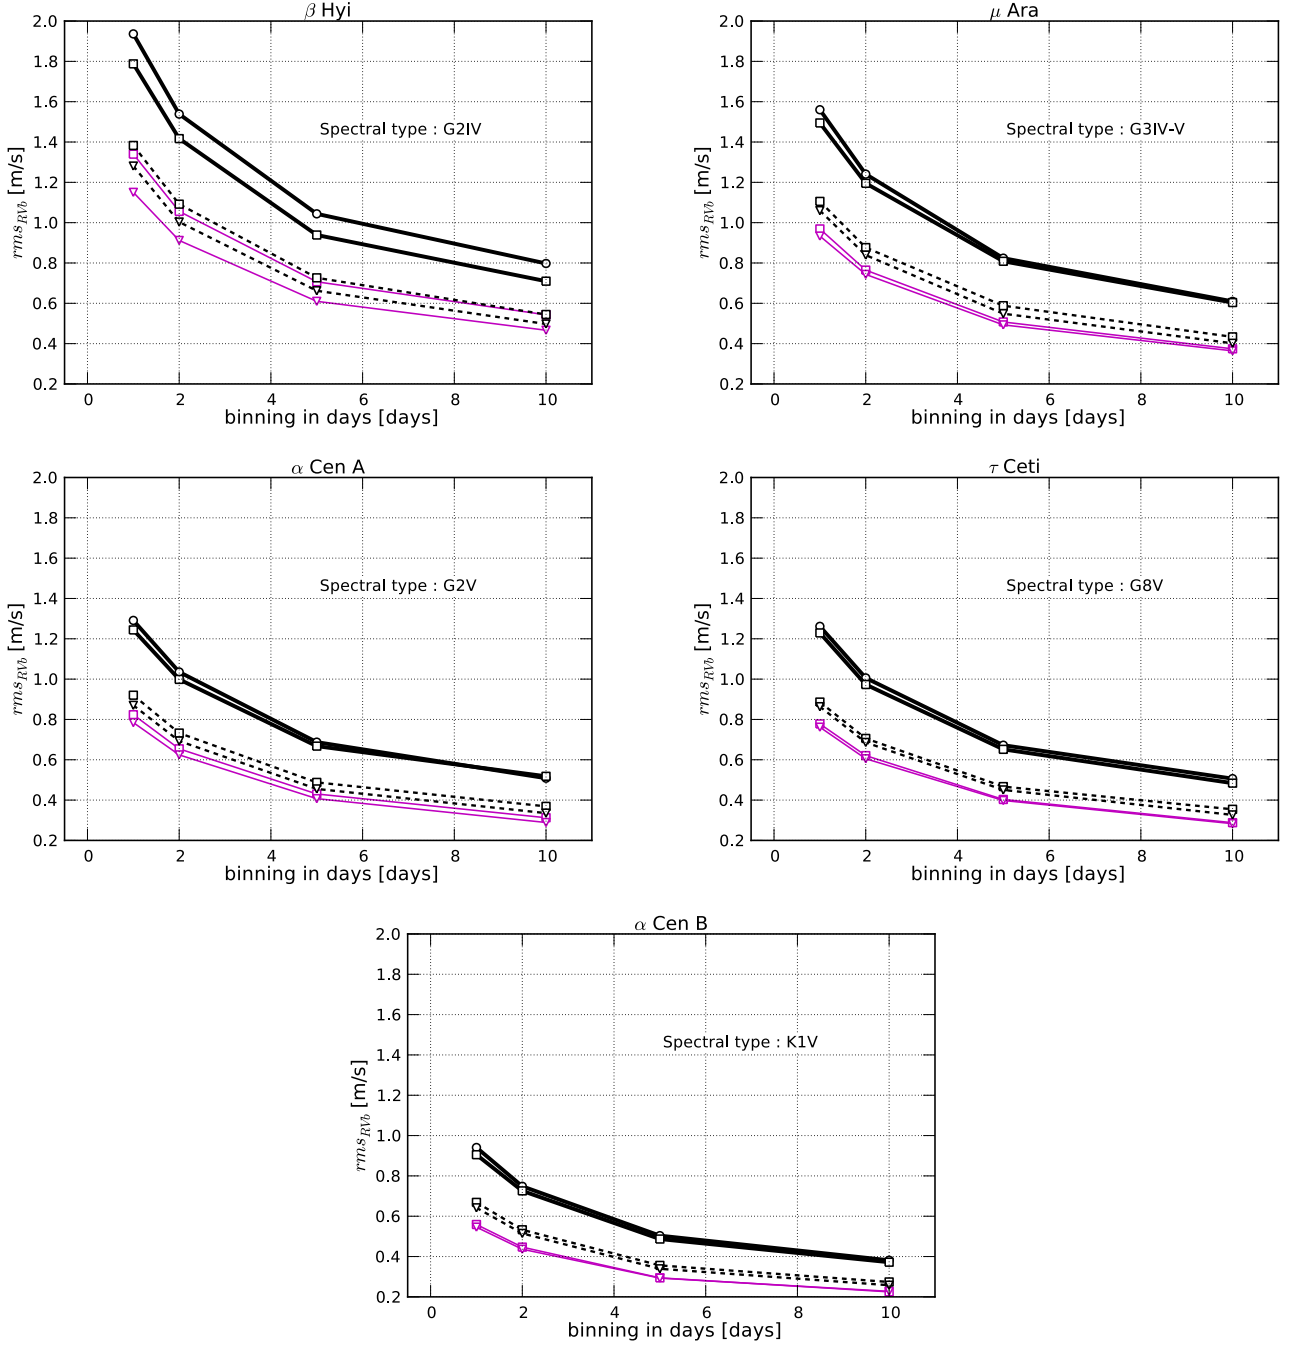 β Hyi
2.0
1.8
1.6
1.4
1.2
1.0
0.8
0.6
0.4
0.2
rms_RVb [m/s]
Spectral type : G2IV
0 2 4 6 8 10
binning in days [days]
μ Ara
2.0
1.8
1.6
1.4
1.2
1.0
0.8
0.6
0.4
0.2
rms_RVb [m/s]
Spectral type : G3IV-V
0 2 4 6 8 10
binning in days [days]
α Cen A
2.0
1.8
1.6
1.4
1.2
1.0
0.8
0.6
0.4
0.2
rms_RVb [m/s]
Spectral type : G2V
0 2 4 6 8 10
binning in days [days]
τ Ceti
2.0
1.8
1.6
1.4
1.2
1.0
0.8
0.6
0.4
0.2
rms_RVb [m/s]
Spectral type : G8V
0 2 4 6 8 10
binning in days [days]
α Cen B
2.0
1.8
1.6
1.4
1.2
1.0
0.8
0.6
0.4
0.2
rms_RVb [m/s]
Spectral type : K1V
0 2 4 6 8 10
binning in days [days]